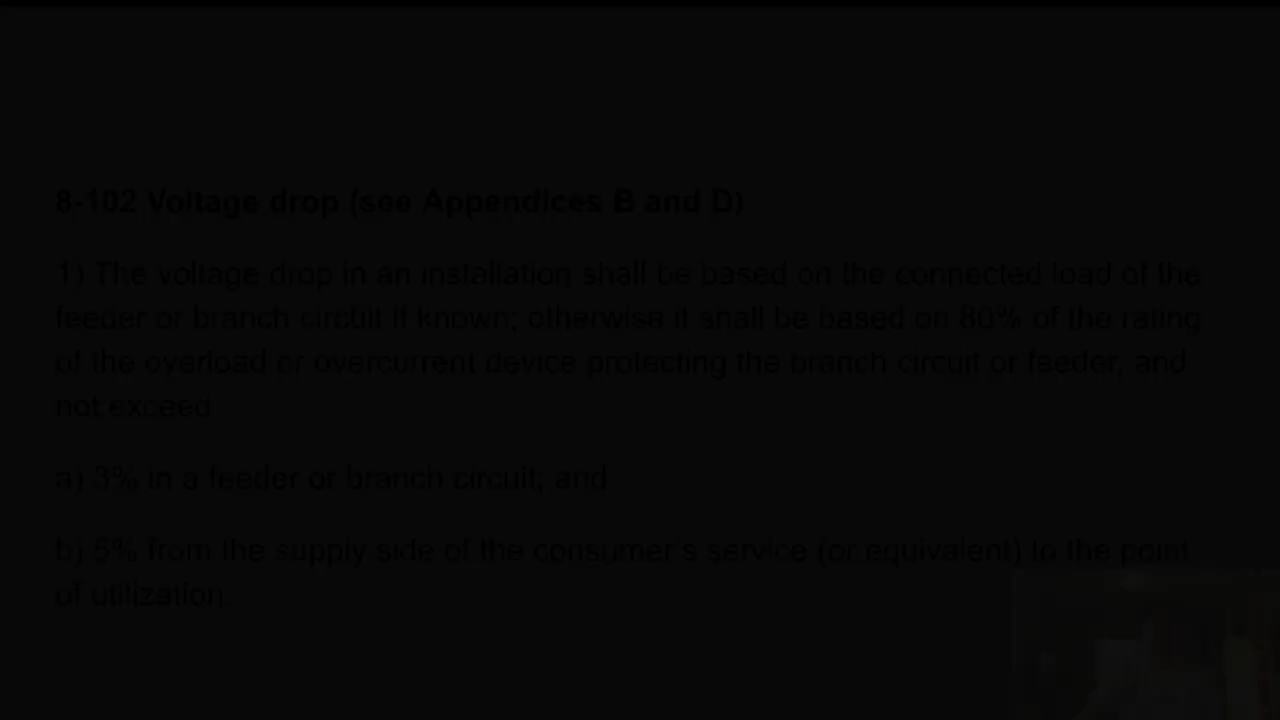 8-102 Voltage drop (see Appendices B and D)
1) The voltage drop in an installation shall be based on the connected load of the
feeder or branch circuit if known; otherwise it shall be based on 80% of the rating
of the overload or overcurrent device protecting the branch circuit or feeder, and
not exceed
a) 3% in a feeder or branch circuit; and
b) 5% from the supply side of the consumer's service (or equivalent) to the point
of utilization.